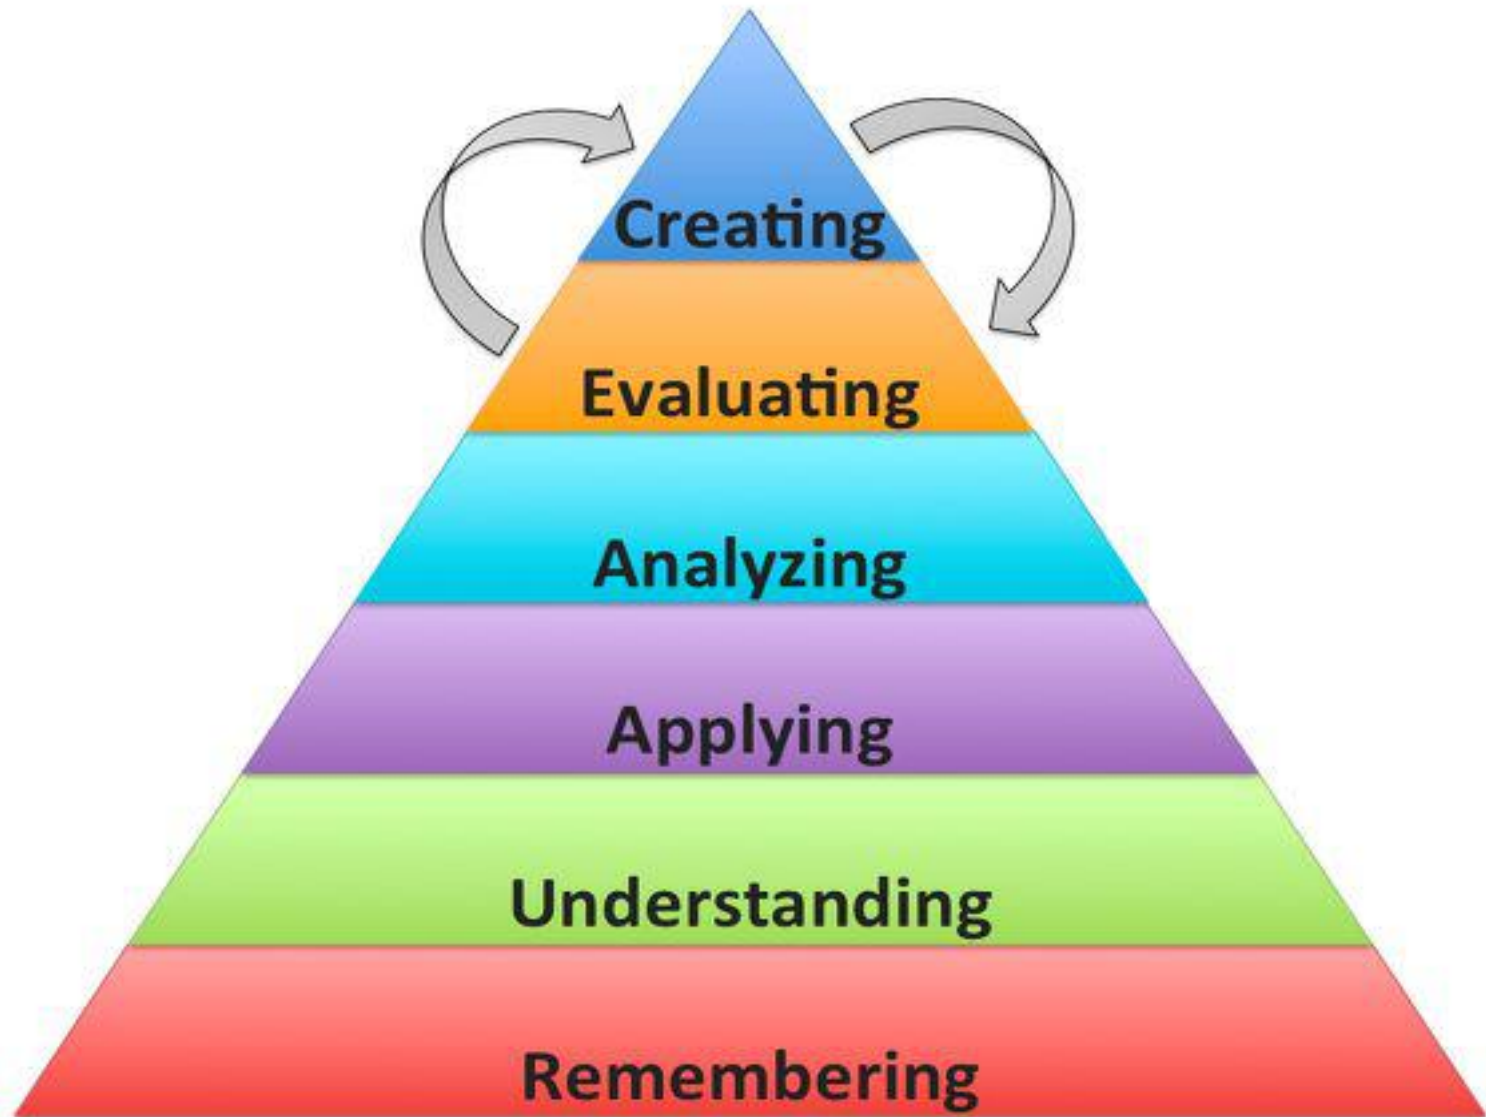 Creating
Evaluating
Analyzing
Applying
Understanding
Remembering